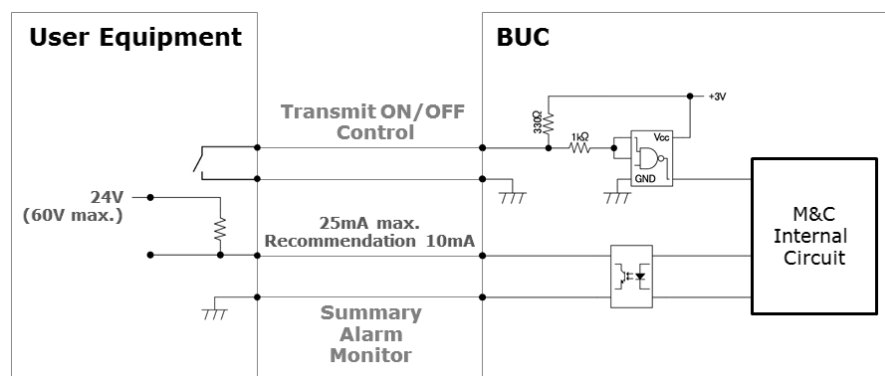 User Equipment
BUC
Transmit ON/OFF
Control
330Ω
1kΩ
+3V
Vcc
GND
24V
(60V max.)
25mA max.
Recommendation 10mA
M&C
Internal
Circuit
Summary
Alarm
Monitor